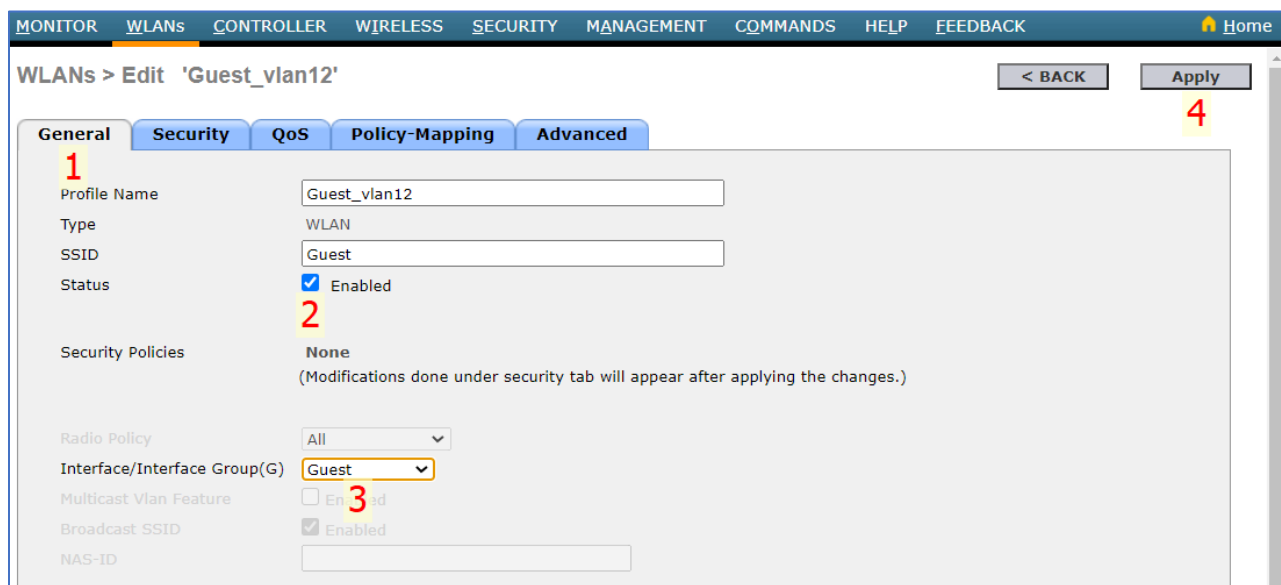 MONITOR WLANs CONTROLLER WIRELESS SECURITY MANAGEMENT COMMANDS HELP FEEDBACK Home
WLANs > Edit 'Guest_vlan12' < BACK Apply
4
General Security QoS Policy-Mapping Advanced
1
Profile Name Guest_vlan12
Type WLAN
SSID Guest
Status Enabled
2
Security Policies None
(Modifications done under security tab will appear after applying the changes.)
Radio Policy All
Interface/Interface Group(G) Guest
Multicast Vlan Feature Enabled
3
Broadcast SSID Enabled
NAS-ID